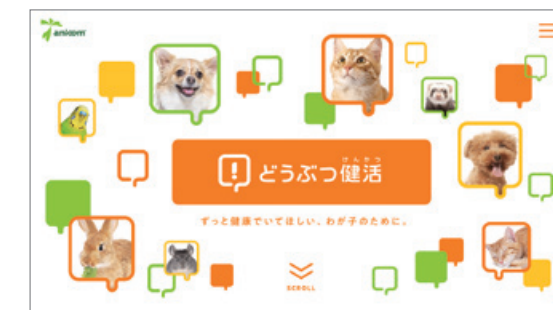 anicom
けんかつ
どうぶつ健活
ずっと健康でいてほしい、わが子のために。
SCROLL